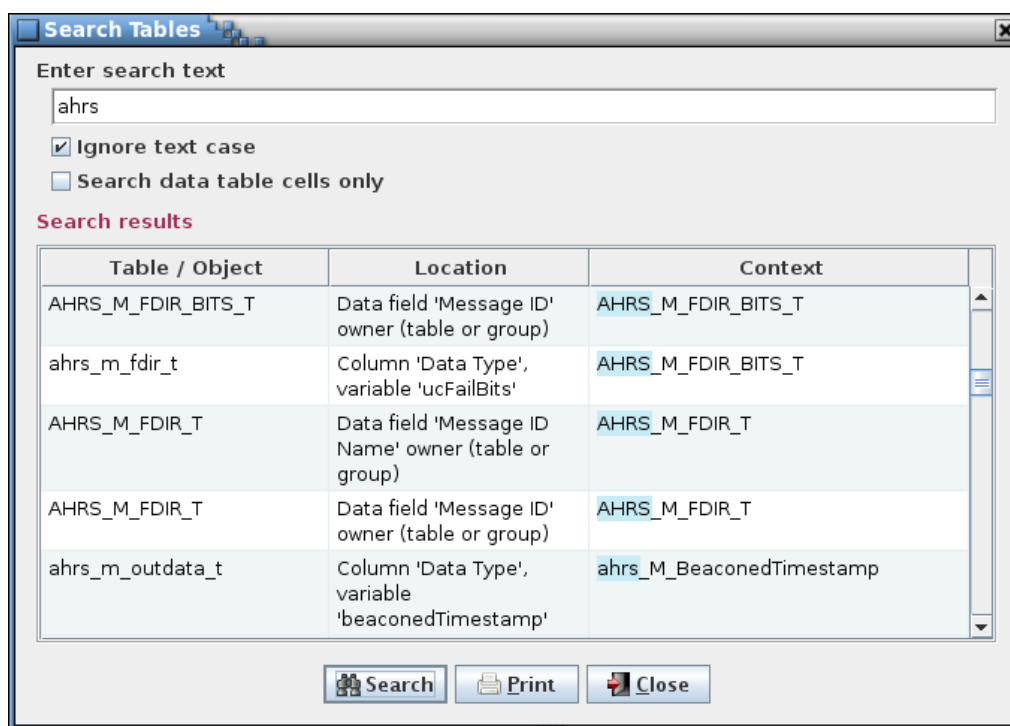 Search Tables
Enter search text
ahrs
Ignore text case
Search data table cells only
Search results
Table / Object Location Context
AHRS_M_FDIR_BITS_T Data field 'Message ID' AHRS_M_FDIR_BITS_T
owner (table or group)
ahrs_m_fdir_t Column 'Data Type', AHRS_M_FDIR_BITS_T
variable 'ucFailBits'
AHRS_M_FDIR_T Data field 'Message ID AHRS_M_FDIR_T
Name' owner (table or
group)
AHRS_M_FDIR_T Data field 'Message ID' AHRS_M_FDIR_T
owner (table or group)
ahrs_m_outdata_t Column 'Data Type', ahrs_M_BeaconedTimestamp
variable
'beaconedTimestamp'
Search Print Close